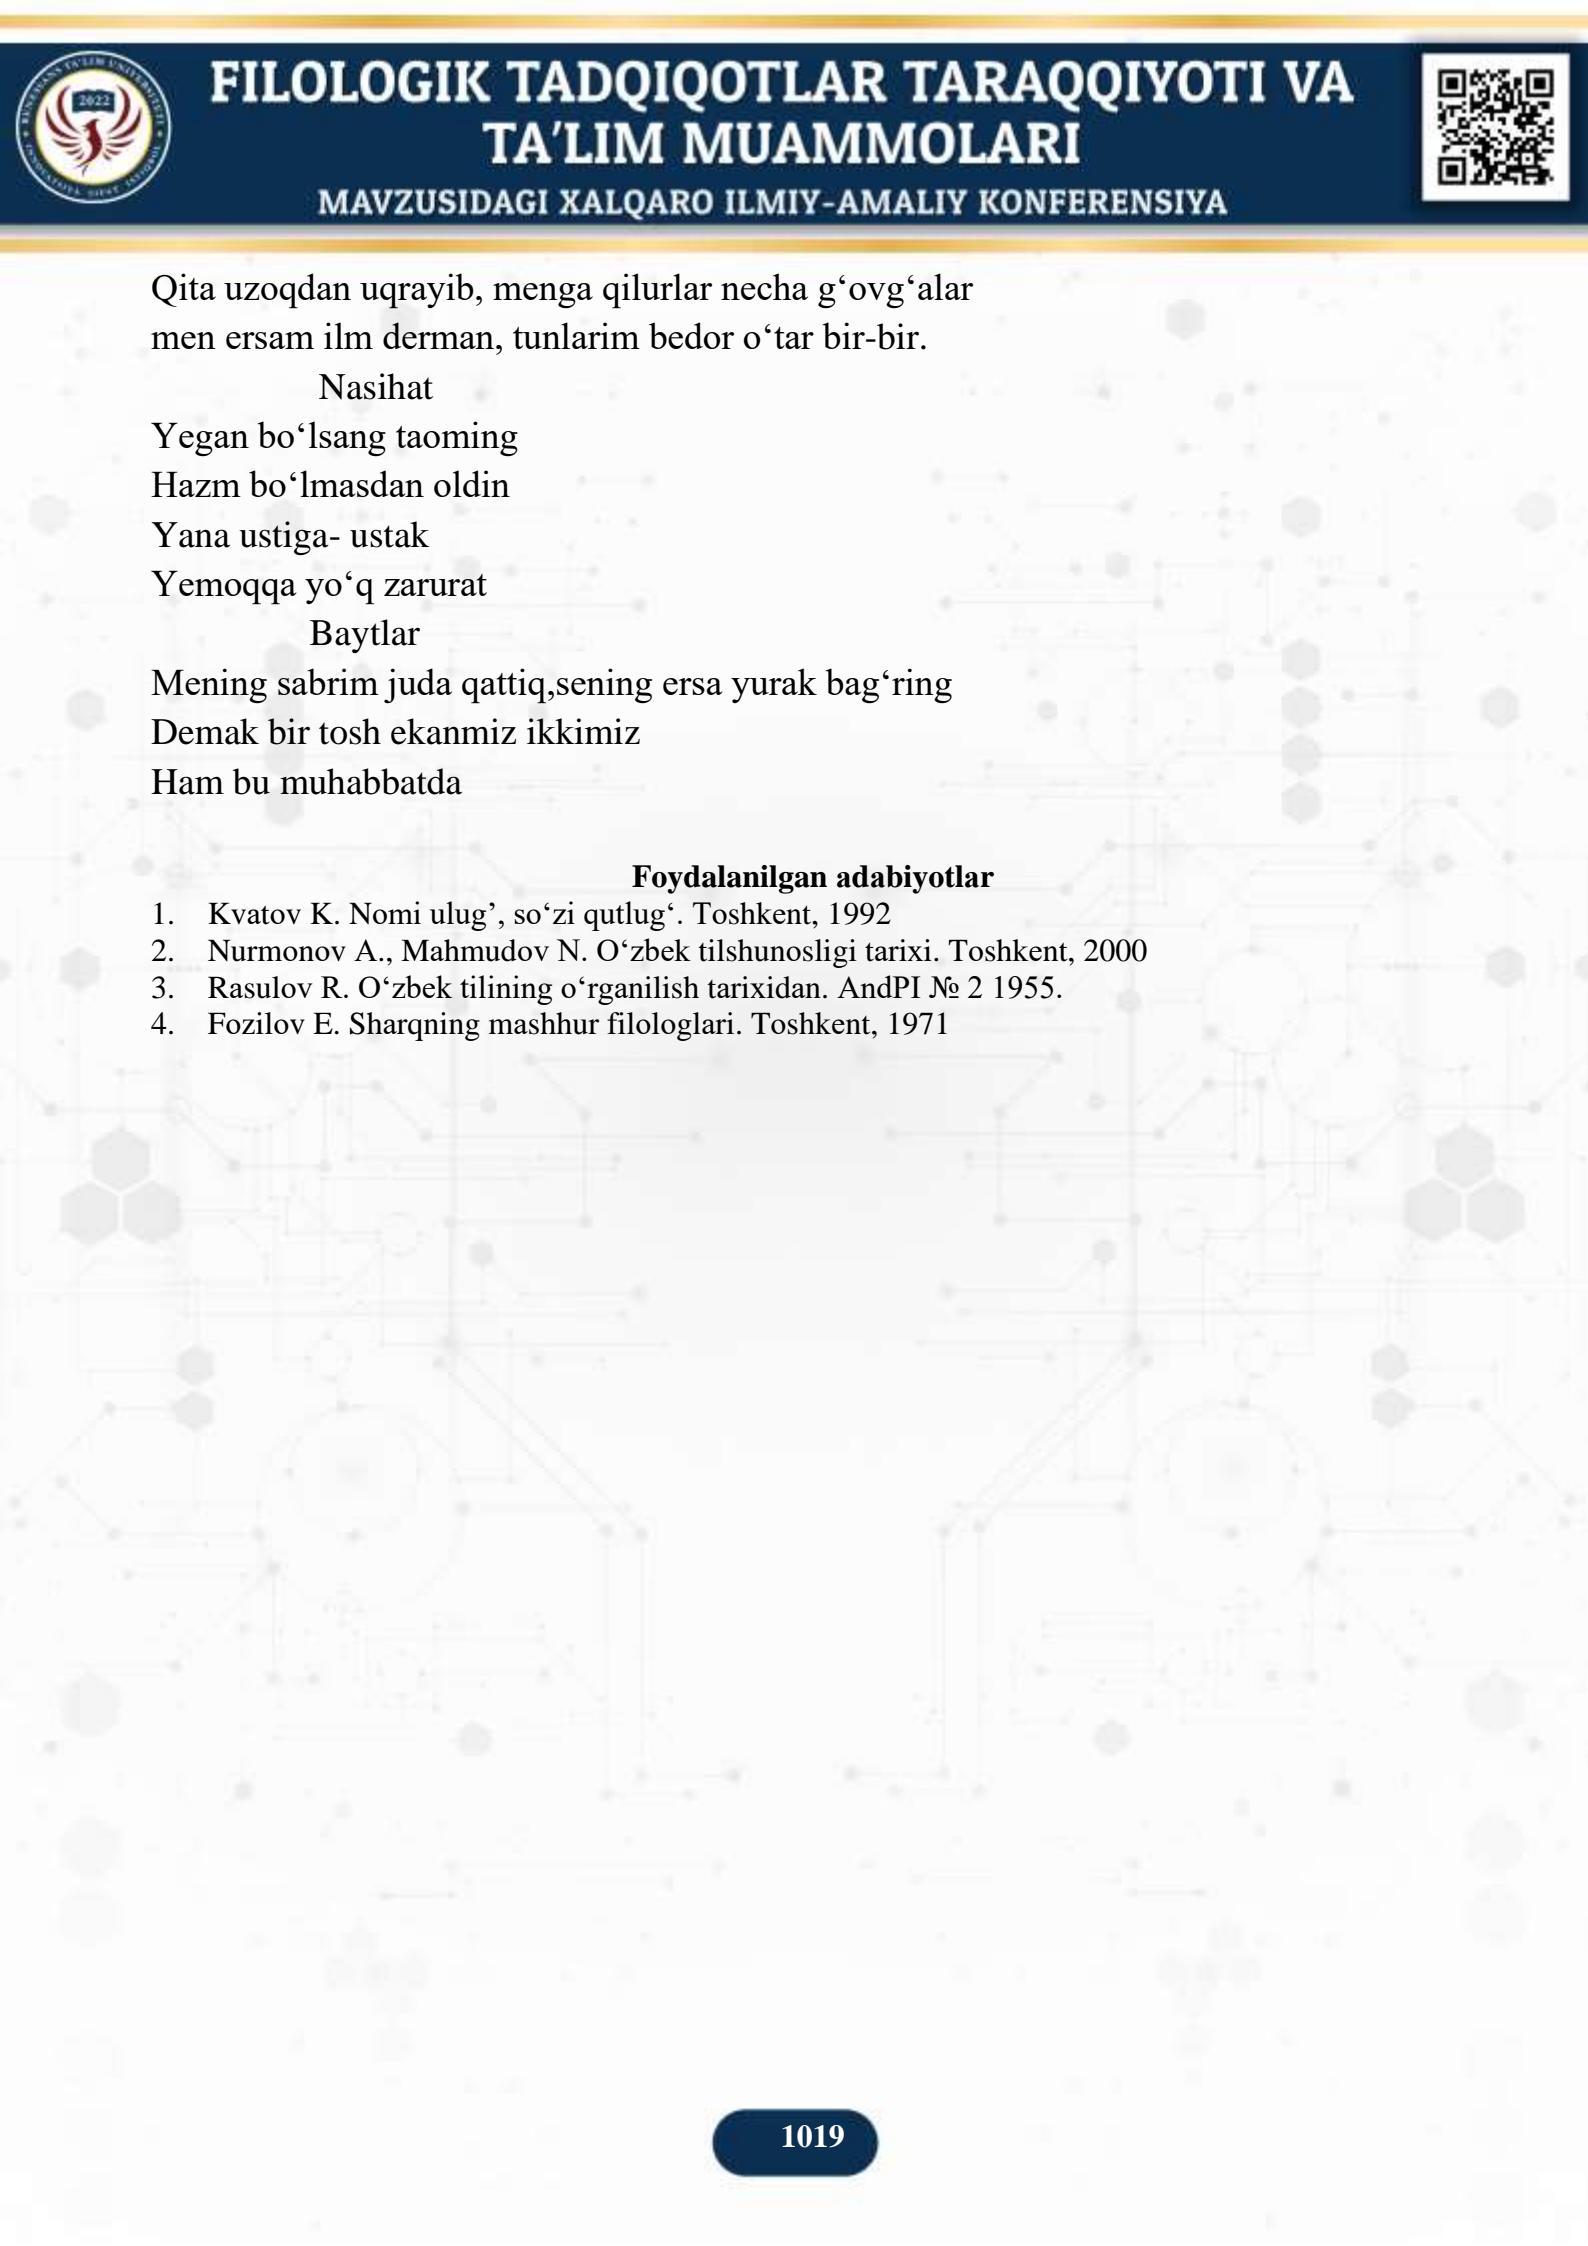 FILOLOGIK TADQIQOTLAR TARAQQIYOTI VA
TA'LIM MUAMMOLARI
MAVZUSIDAGI XALQARO ILMIY-AMALIY KONFERENSIYA
2022
Qita uzoqdan uqrayib, menga qilurlar necha g‘ovg‘alar
men ersam ilm derman, tunlarim bedor o‘tar bir-bir.
Nasihat
Yegan bo‘lsang taoming
Hazm bo‘lmasdan oldin
Yana ustiga- ustak
Yemoqqa yo‘q zarurat
Baytlar
Mening sabrim juda qattiq,sening ersa yurak bag‘ring
Demak bir tosh ekanmiz ikkimiz
Ham bu muhabbatda
Foydalanilgan adabiyotlar
1. Kvatov K. Nomi ulug’, so‘zi qutlug‘. Toshkent, 1992
2. Nurmonov A., Mahmudov N. O‘zbek tilshunosligi tarixi. Toshkent, 2000
3. Rasulov R. O‘zbek tilining o‘rganilish tarixidan. AndPI № 2 1955.
4. Fozilov E. Sharqning mashhur filologlari. Toshkent, 1971
1019